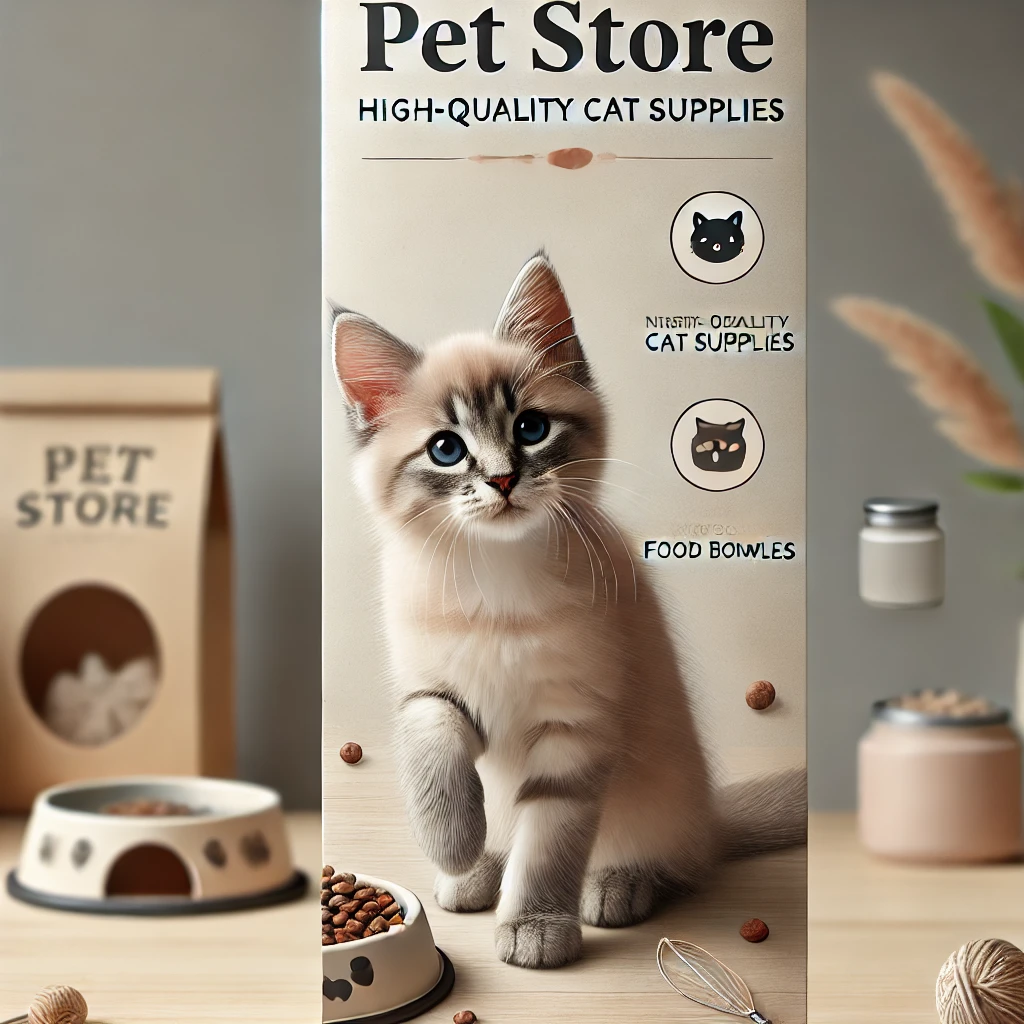 Pet Store
HIGH-QUALITY CAT SUPPLIES
CAT SUPPLIES
FOOD BOWLES
PET
STORE